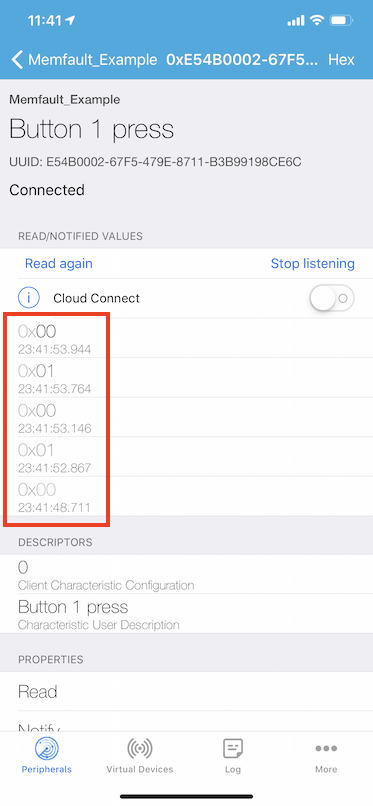 11:41
Memfault_Example 0xE54B0002-67F5... Hex
Memfault_Example
Button 1 press
UUID: E54B0002-67F5-479E-8711-B3B99198CE6C
Connected
READ/NOTIFIED VALUES
Read again Stop listening
Cloud Connect
0x00
23:41:53.944
0x01
23:41:53.764
0x00
23:41:53.146
0x01
23:41:52.867
0x00
23:41:48.711
DESCRIPTORS
0
Client Characteristic Configuration
Button 1 press
Characteristic User Description
PROPERTIES
Read
Notify
Peripherals Virtual Devices Log More